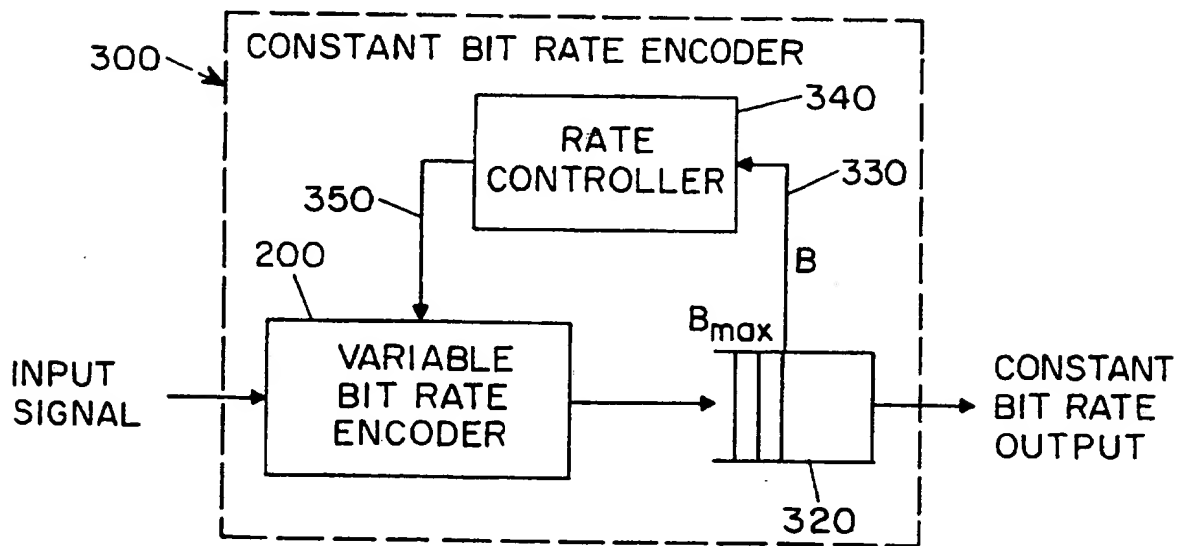 CONSTANT BIT RATE ENCODER
300
340
RATE
CONTROLLER
330
350
B
200
B max
VARIABLE
BIT RATE
ENCODER
INPUT
SIGNAL
CONSTANT
BIT RATE
OUTPUT
320